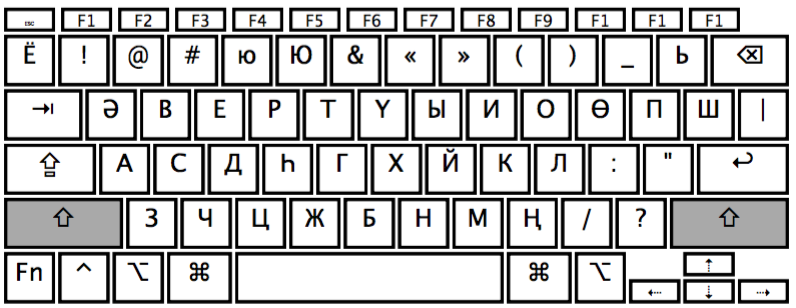 esc F1 F2 F3 F4 F5 F6 F7 F8 F9 F1 F1 F1
Ё ! @ # ю Ю & « » ( ) _ Ь ⌫
⇥ Ә В Е Р Т Ү Ы И О Ө П Ш |
⇪ А С Д Һ Г Х Й К Л : " ↩
⇧ З Ч Ц Ж Б Н М Ң / ? ⇧
Fn ^ ⌥ ⌘ ⌘ ⌥ ⇠ ⇡ ⇣ ⇢